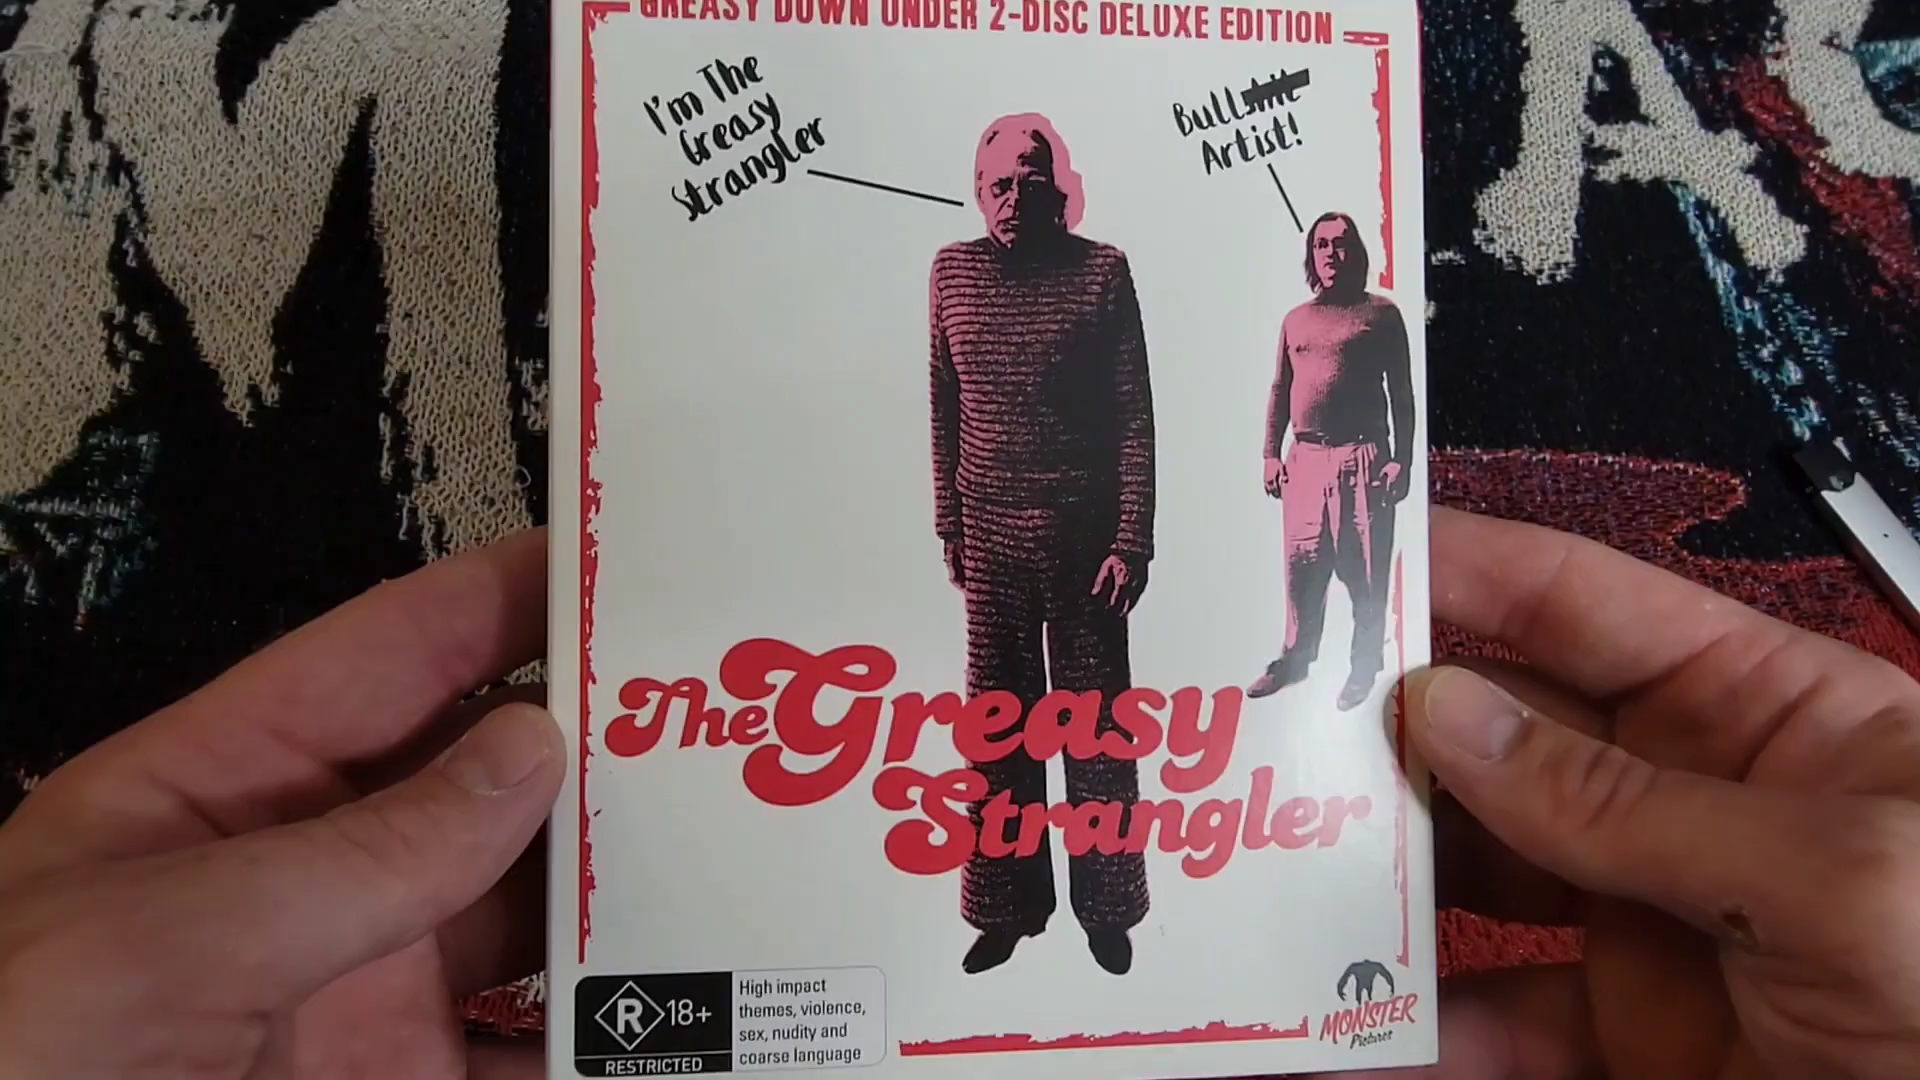 GREASY DOWN UNDER 2-DISC DELUXE EDITION
I'm The
Greasy
Strangler
Bullshit
Artist!
The Greasy
Strangler
R 18+
RESTRICTED
High impact
themes, violence,
sex, nudity and
coarse language
MONSTER
Pictures